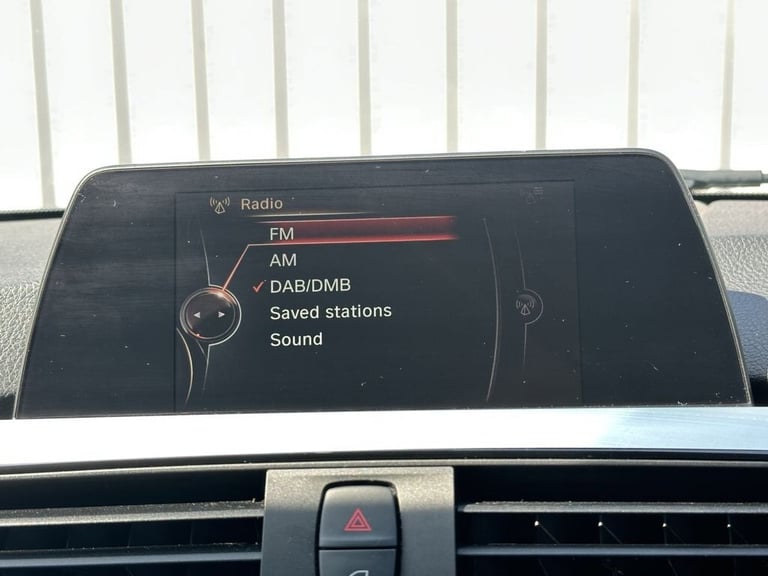 Radio
FM
AM
DAB/DMB
Saved stations
Sound